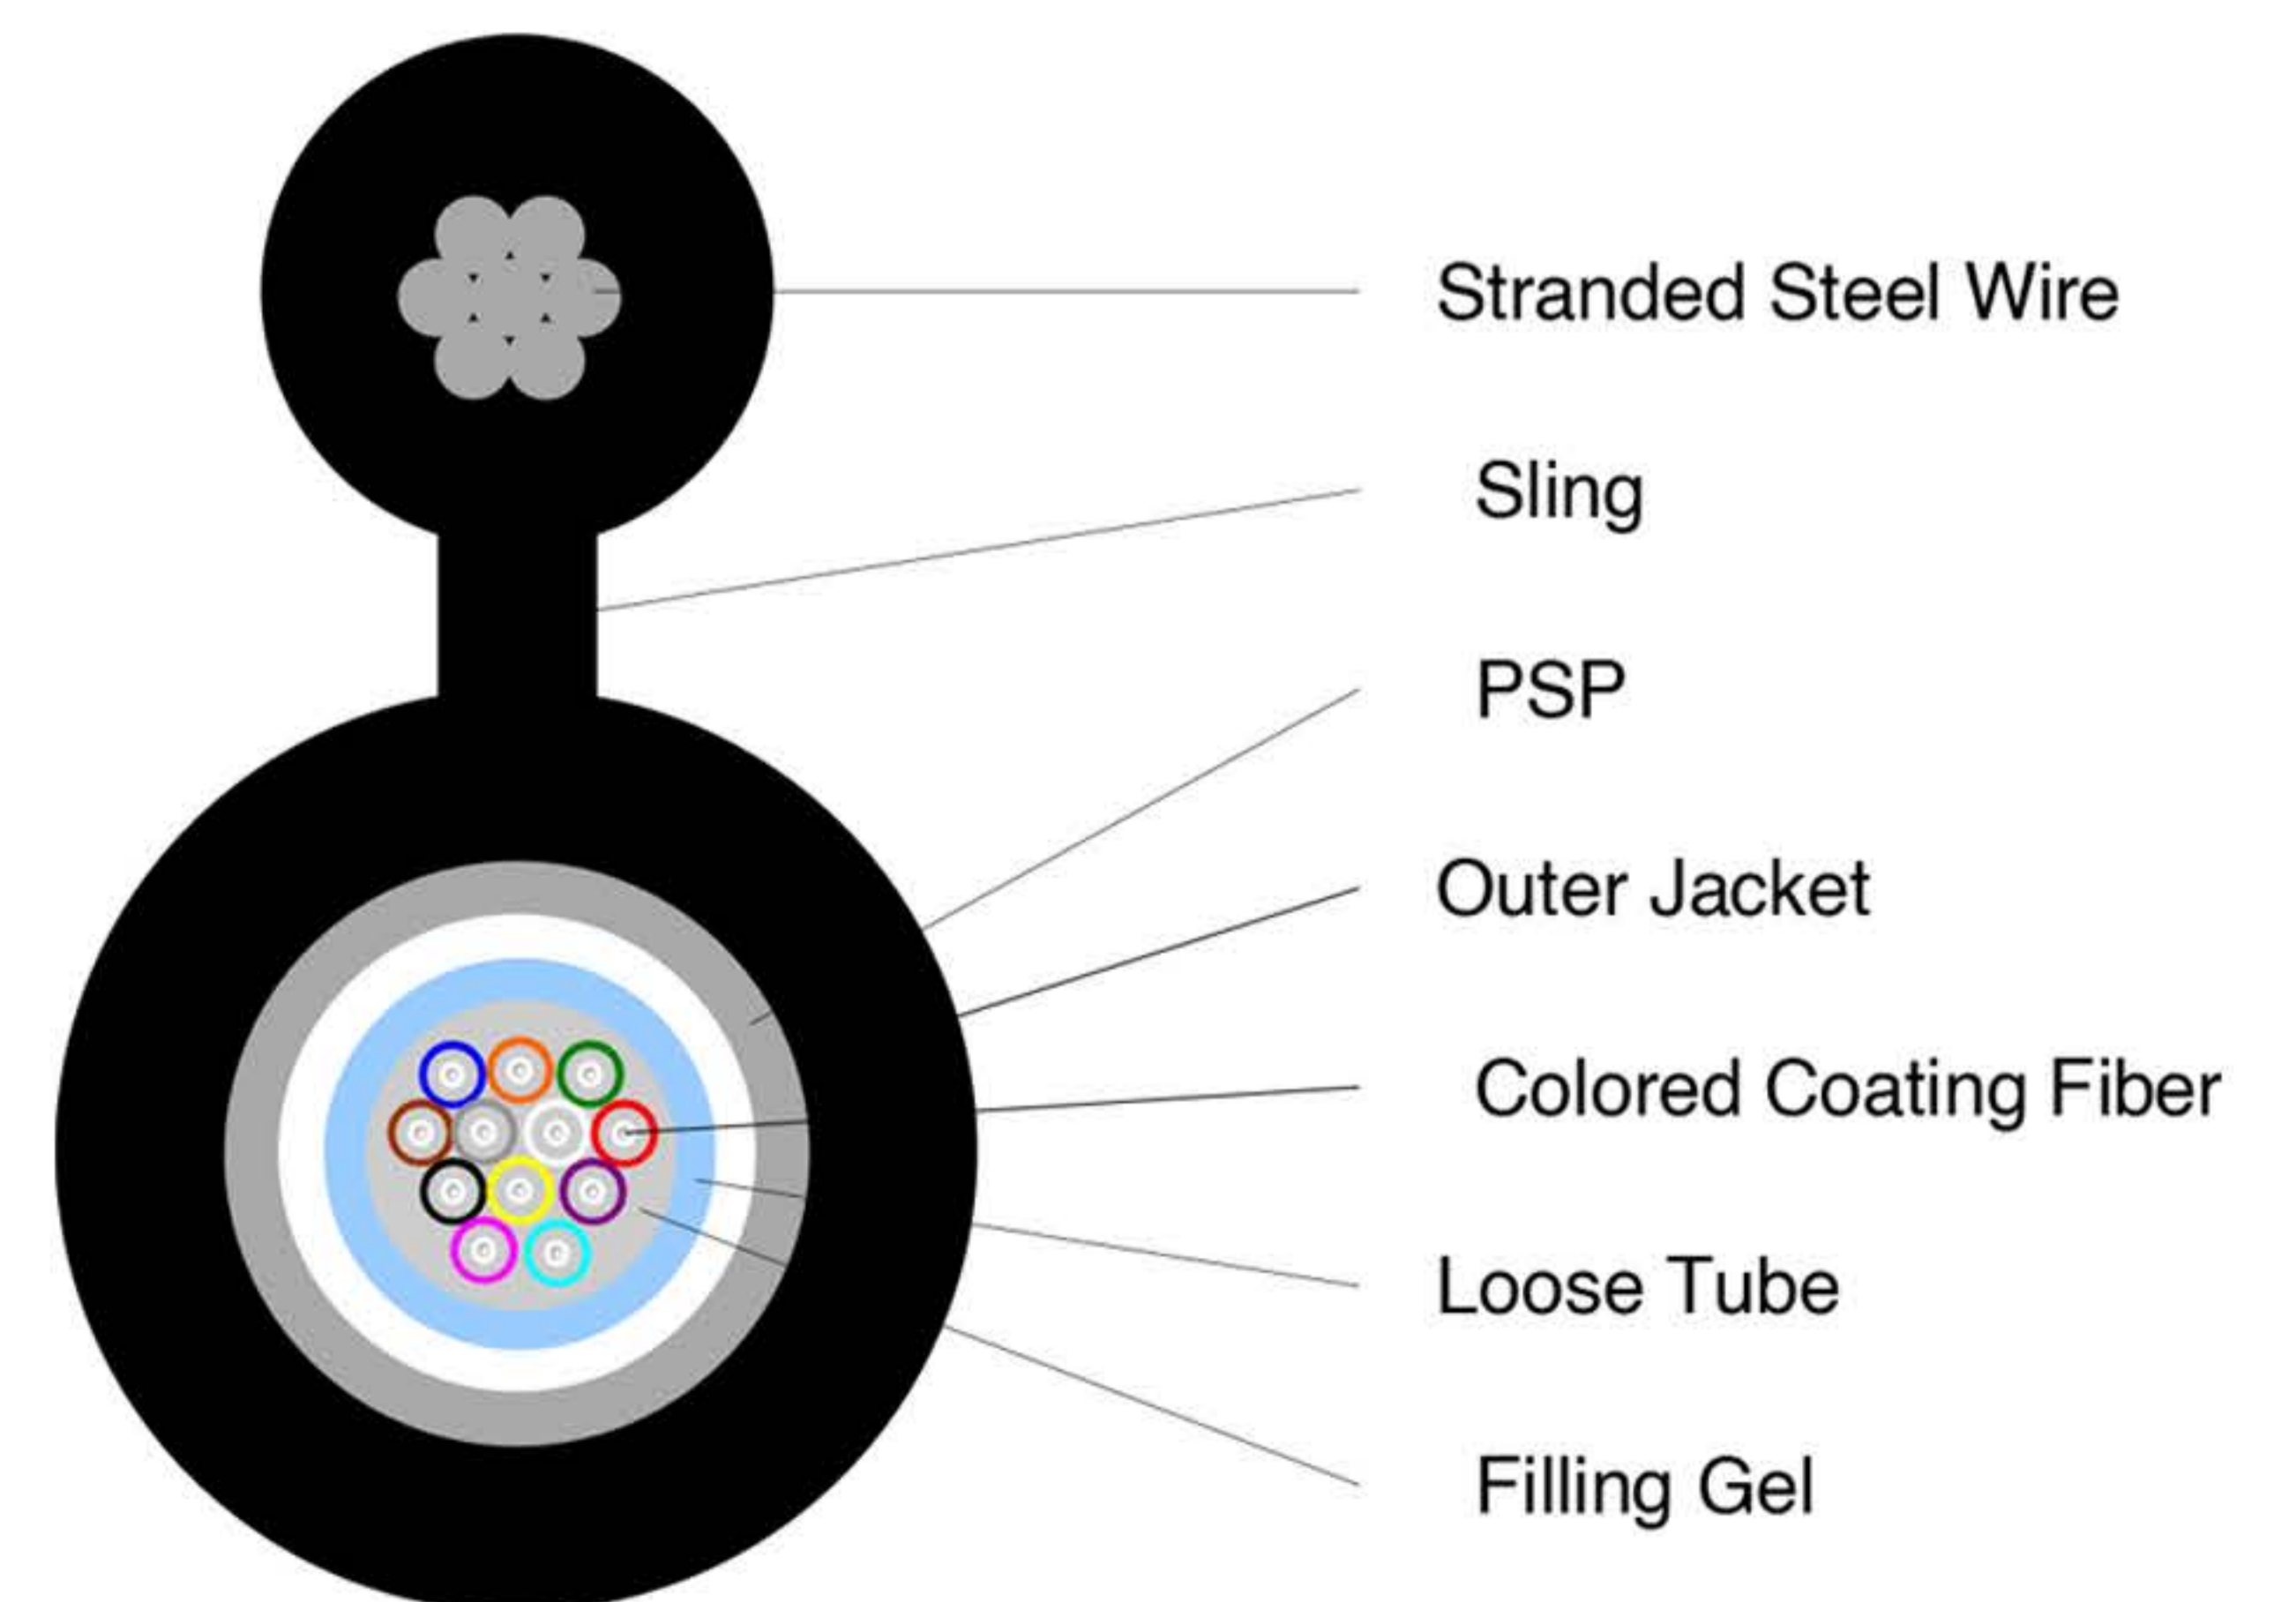 Stranded Steel Wire
Sling
PSP
Outer Jacket
Colored Coating Fiber
Loose Tube
Filling Gel